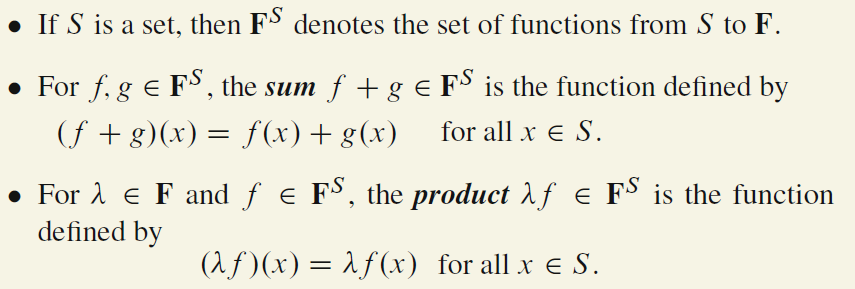 • If S is a set, then F^S denotes the set of functions from S to F.
• For f, g ∈ F^S, the sum f + g ∈ F^S is the function defined by
(f + g)(x) = f(x) + g(x) for all x ∈ S.
• For λ ∈ F and f ∈ F^S, the product λf ∈ F^S is the function
defined by
(λf)(x) = λf(x) for all x ∈ S.